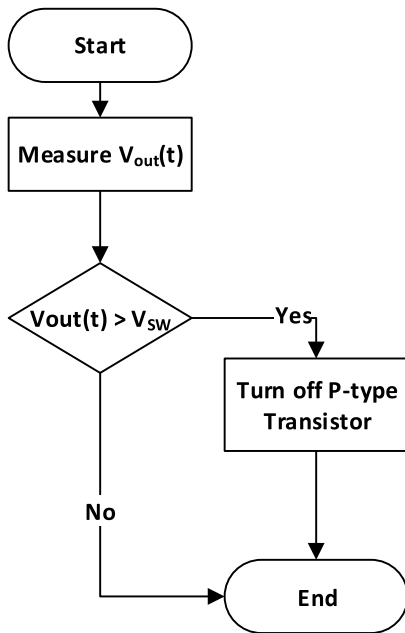 Start
Measure Vout(t)
Vout(t) > VSW
Yes
Turn off P-type
Transistor
No
End